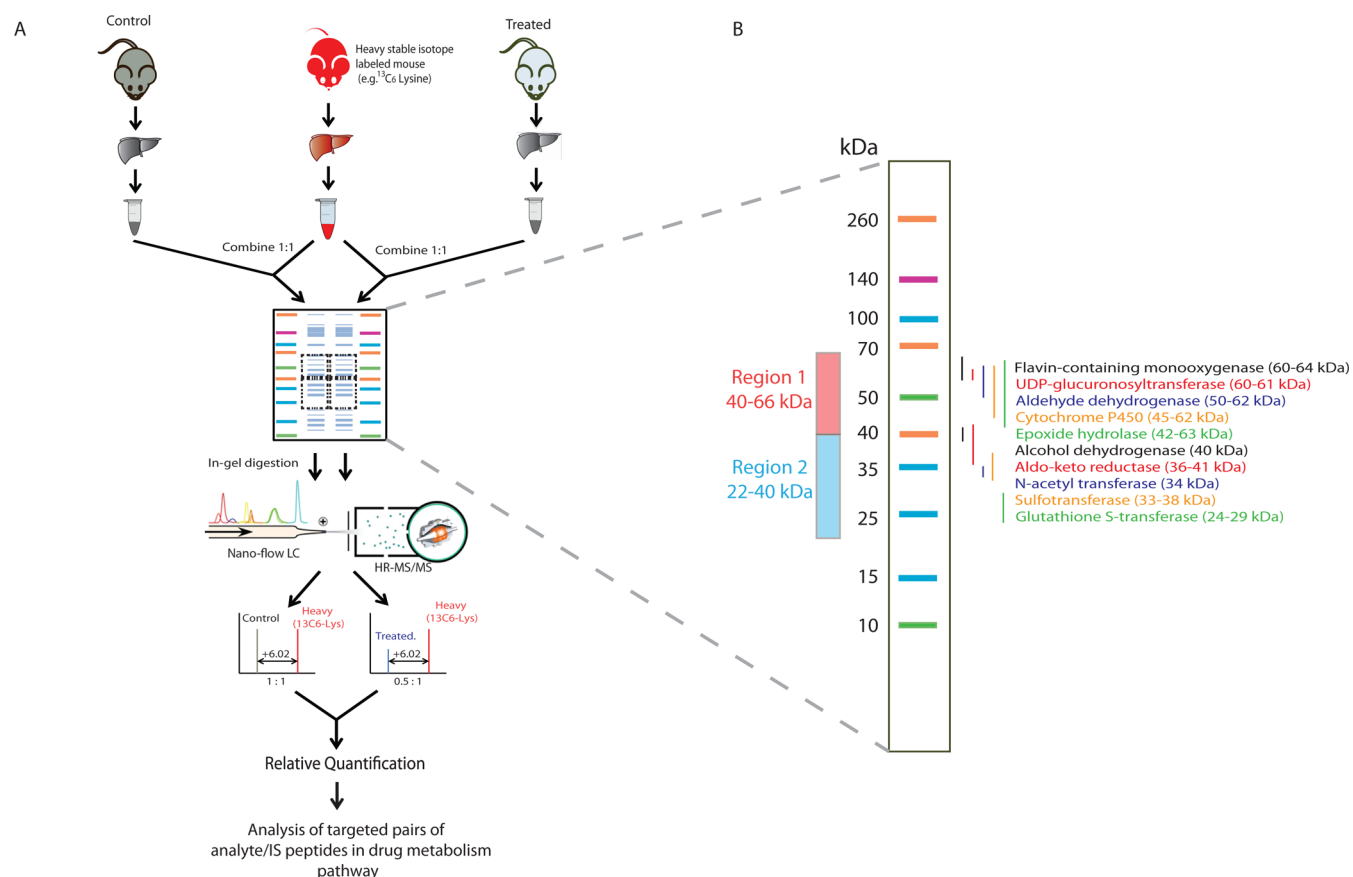 A
Control
Heavy stable isotope
labeled mouse
(e.g.¹³C6 Lysine)
Treated
Combine 1:1
Combine 1:1
In-gel digestion
+
Nano-flow LC
HR-MS/MS
Control
Heavy
(13C6-Lys)
+6.02
1 : 1
Treated.
Heavy
(13C6-Lys)
+6.02
0.5 : 1
Relative Quantification
Analysis of targeted pairs of
analyte/IS peptides in drug metabolism
pathway
B
kDa
260
140
100
70
50
40
35
25
15
10
Region 1
40-66 kDa
Region 2
22-40 kDa
Flavin-containing monooxygenase (60-64 kDa)
UDP-glucuronosyltransferase (60-61 kDa)
Aldehyde dehydrogenase (50-62 kDa)
Cytochrome P450 (45-62 kDa)
Epoxide hydrolase (42-63 kDa)
Alcohol dehydrogenase (40 kDa)
Aldo-keto reductase (36-41 kDa)
N-acetyl transferase (34 kDa)
Sulfotransferase (33-38 kDa)
Glutathione S-transferase (24-29 kDa)